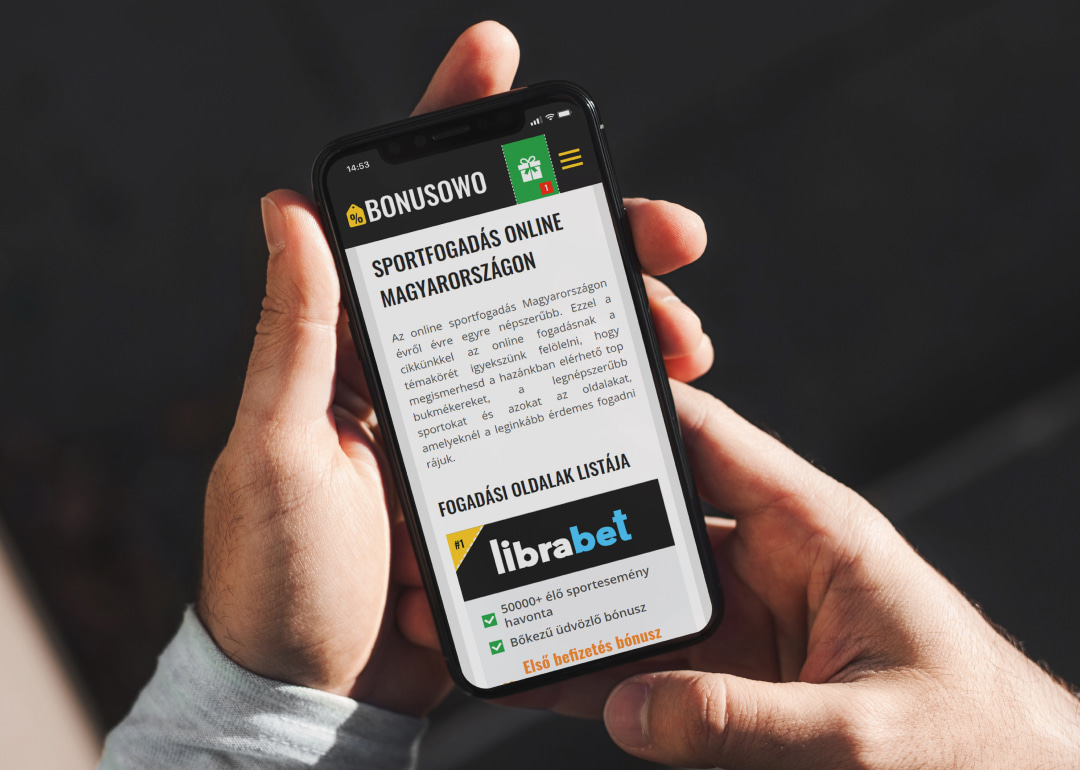 14:53
% BONUSOWO
1
SPORTFOGADÁS ONLINE
MAGYARORSZÁGON
Az online sportfogadás Magyarországon
évről évre egyre népszerűbb. Ezzel a
cikkünkkel az online fogadásnak a
témakörét igyekszünk felölelni, hogy
megismerhesd a hazánkban elérhető top
bukmékereket, a legnépszerűbb
sportokat és azokat az oldalakat,
amelyeknél a leginkább érdemes fogadni
rájuk.
FOGADÁSI OLDALAK LISTÁJA
#1
librabet
50000+ élő sportesemény
havonta
Bőkezű üdvözlő bónusz
Első befizetés bónusz